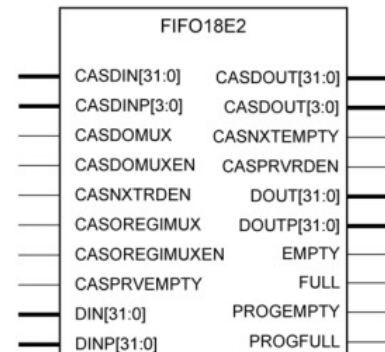 FIFO18E2
CASDIN[31:0] CASDOUT[31:0]
CASDINP[3:0] CASDOUT[3:0]
CASDOMUX CASNXTEMPTY
CASDOMUXEN CASPRVRDEN
CASNXTRDEN DOUT[31:0]
CASOREGIMUX DOUTP[31:0]
CASOREGIMUXEN EMPTY
CASPRVEMPTY FULL
DIN[31:0] PROGEMPTY
DINP[31:0] PROGFULL